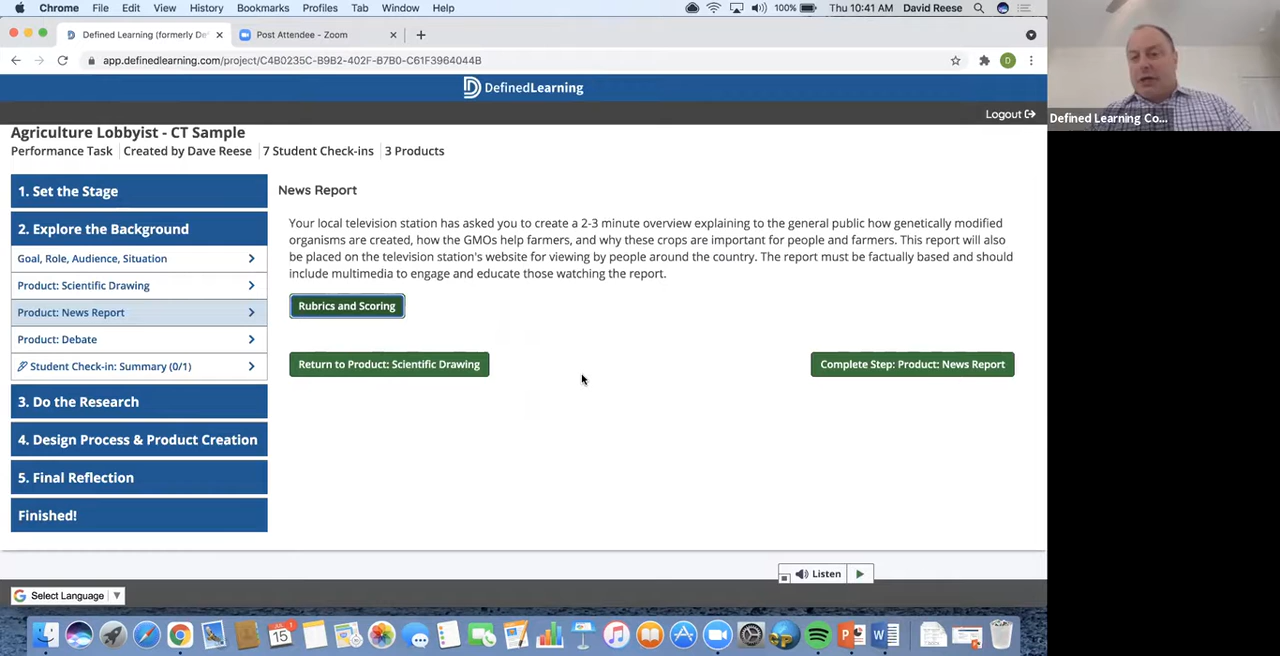 Chrome File Edit View History Bookmarks Profiles Tab Window Help 100% Thu 10:41 AM David Reese
Defined Learning (formerly De Post Attendee - Zoom
app.definedlearning.com/project/C4B0235C-B9B2-402F-B7B0-C61F3964044B D
DefinedLearning
Logout
Defined Learning Co...
Agriculture Lobbyist - CT Sample
Performance Task Created by Dave Reese 7 Student Check-ins 3 Products
1. Set the Stage
2. Explore the Background
Goal, Role, Audience, Situation
Product: Scientific Drawing
Product: News Report
Product: Debate
Student Check-in: Summary (0/1)
3. Do the Research
4. Design Process & Product Creation
5. Final Reflection
Finished!
News Report
Your local television station has asked you to create a 2-3 minute overview explaining to the general public how genetically modified
organisms are created, how the GMOs help farmers, and why these crops are important for people and farmers. This report will also
be placed on the television station's website for viewing by people around the country. The report must be factually based and should
include multimedia to engage and educate those watching the report.
Rubrics and Scoring
Return to Product: Scientific Drawing Complete Step: Product: News Report
Listen
G Select Language
15